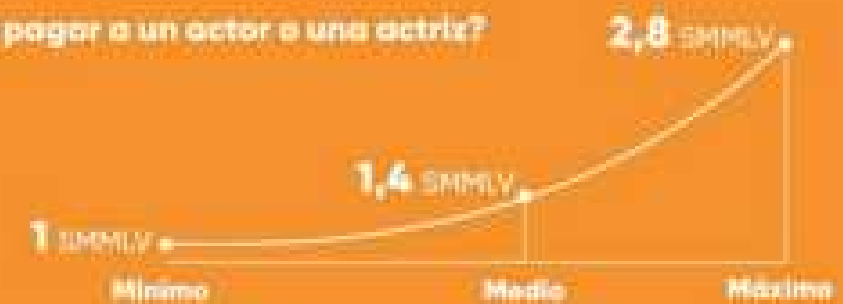 pagar a un actor o una actriz?
2,8 SMMLV
1,4 SMMLV
1 SMMLV
Mínimo
Medio
Máximo